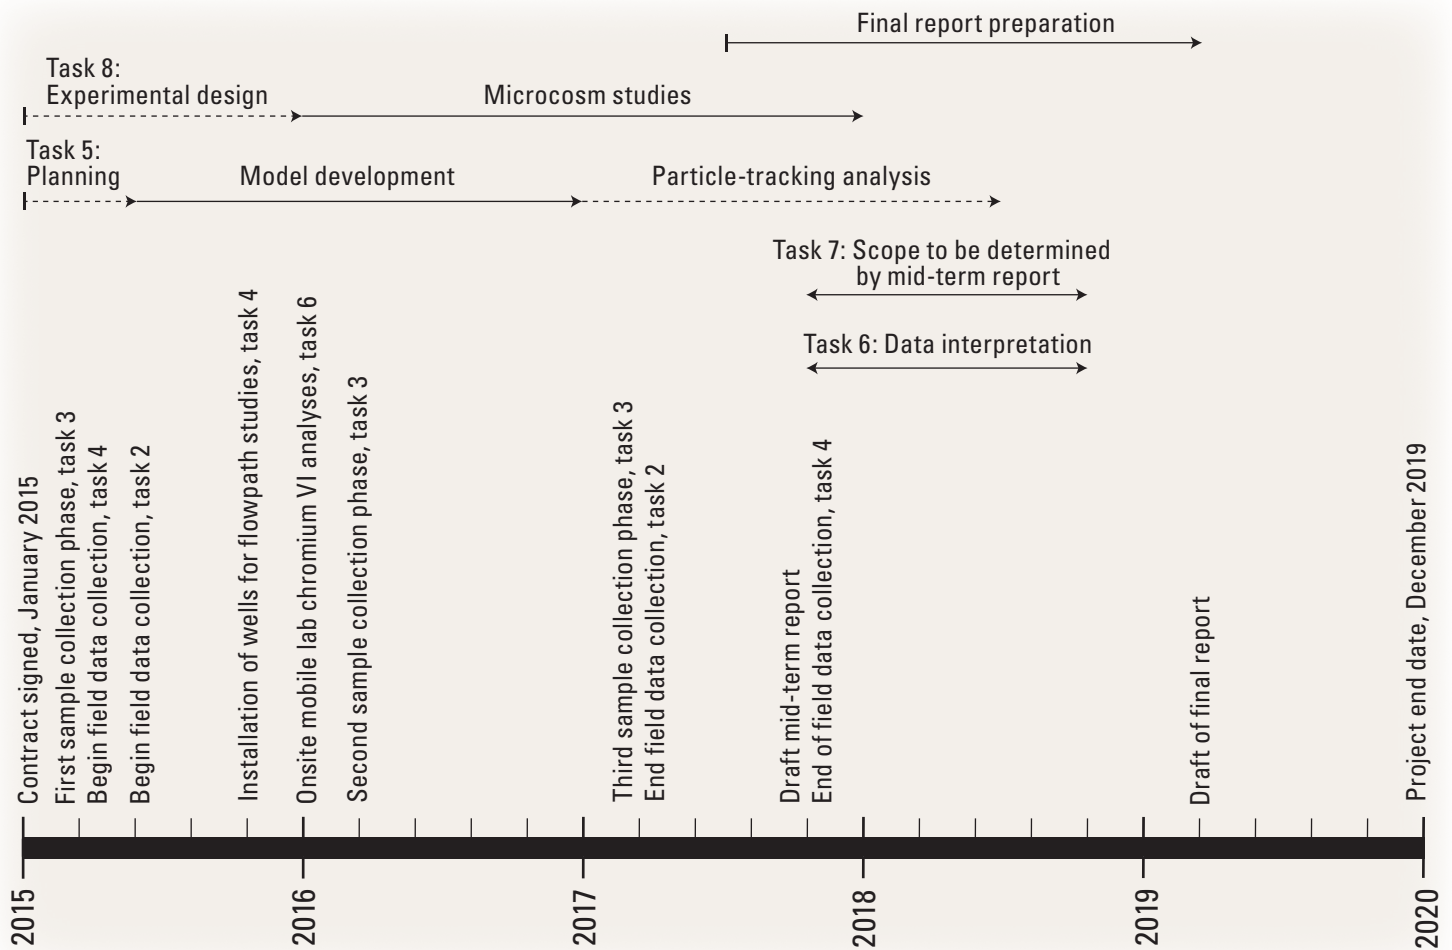 Final report preparation
Task 8:
Experimental design
Microcosm studies
Task 5:
Planning
Model development
Particle-tracking analysis
Task 7: Scope to be determined
by mid-term report
Task 6: Data interpretation
Contract signed, January 2015
First sample collection phase, task 3
Begin field data collection, task 4
Begin field data collection, task 2
Installation of wells for flowpath studies, task 4
Onsite mobile lab chromium VI analyses, task 6
Second sample collection phase, task 3
Third sample collection phase, task 3
End field data collection, task 2
Draft mid-term report
End of field data collection, task 4
Draft of final report
Project end date, December 2019
2015
2016
2017
2018
2019
2020